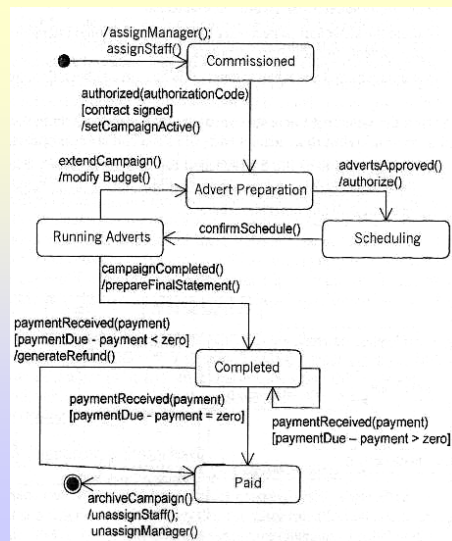 /assignManager();
assignStaff()
Commissioned
authorized(authorizationCode)
[contract signed]
/setCampaignActive()
extendCampaign()
/modify Budget()
advertsApproved()
/authorize()
Advert Preparation
Running Adverts
confirmSchedule()
Scheduling
campaignCompleted()
/prepareFinalStatement()
paymentReceived(payment)
[paymentDue - payment < zero]
/generateRefund()
Completed
paymentReceived(payment)
[paymentDue - payment = zero]
paymentReceived(payment)
[paymentDue – payment > zero]
Paid
archiveCampaign()
/unassignStaff();
unassignManager()